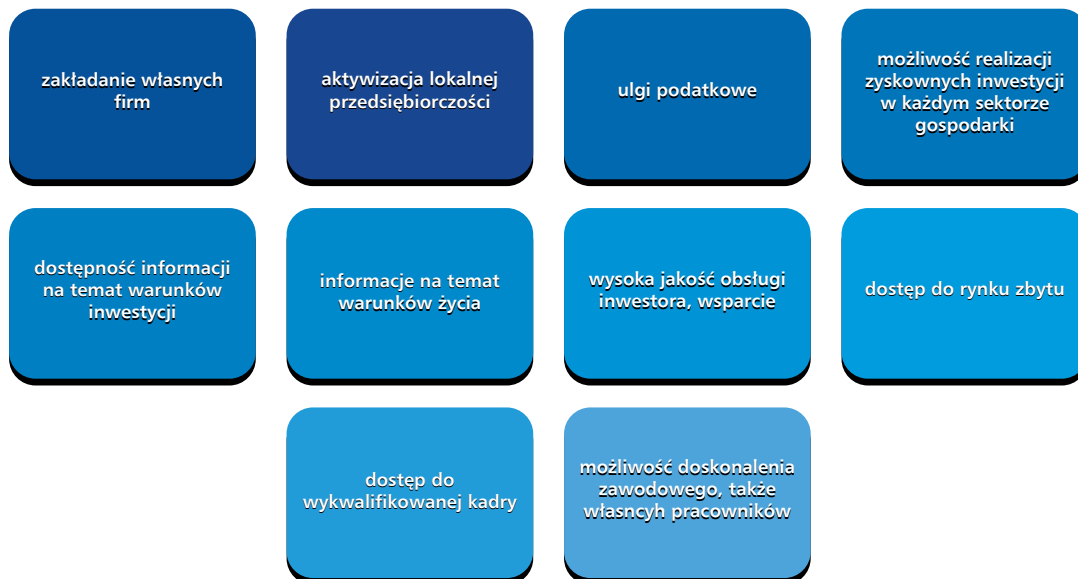 zakładanie własnych
firm
aktywizacja lokalnej
przedsiębiorczości
ulgi podatkowe
możliwość realizacji
zyskownych inwestycji
w każdym sektorze
gospodarki
dostępność informacji
na temat warunków
inwestycji
informacje na temat
warunków życia
wysoka jakość obsługi
inwestora, wsparcie
dostęp do rynku zbytu
dostęp do
wykwalifikowanej kadry
możliwość doskonalenia
zawodowego, także
własncyh pracowników